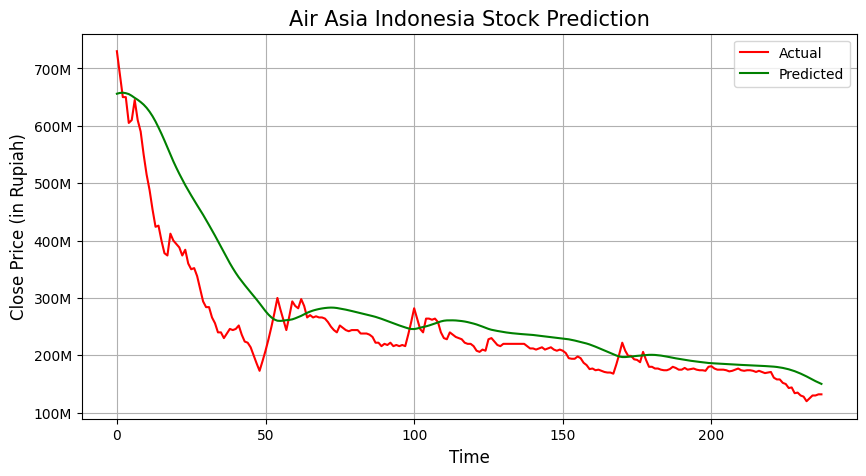 Air Asia Indonesia Stock Prediction
Actual
Predicted
Close Price (in Rupiah)
700M
600M
500M
400M
300M
200M
100M
0
50
100
150
200
Time